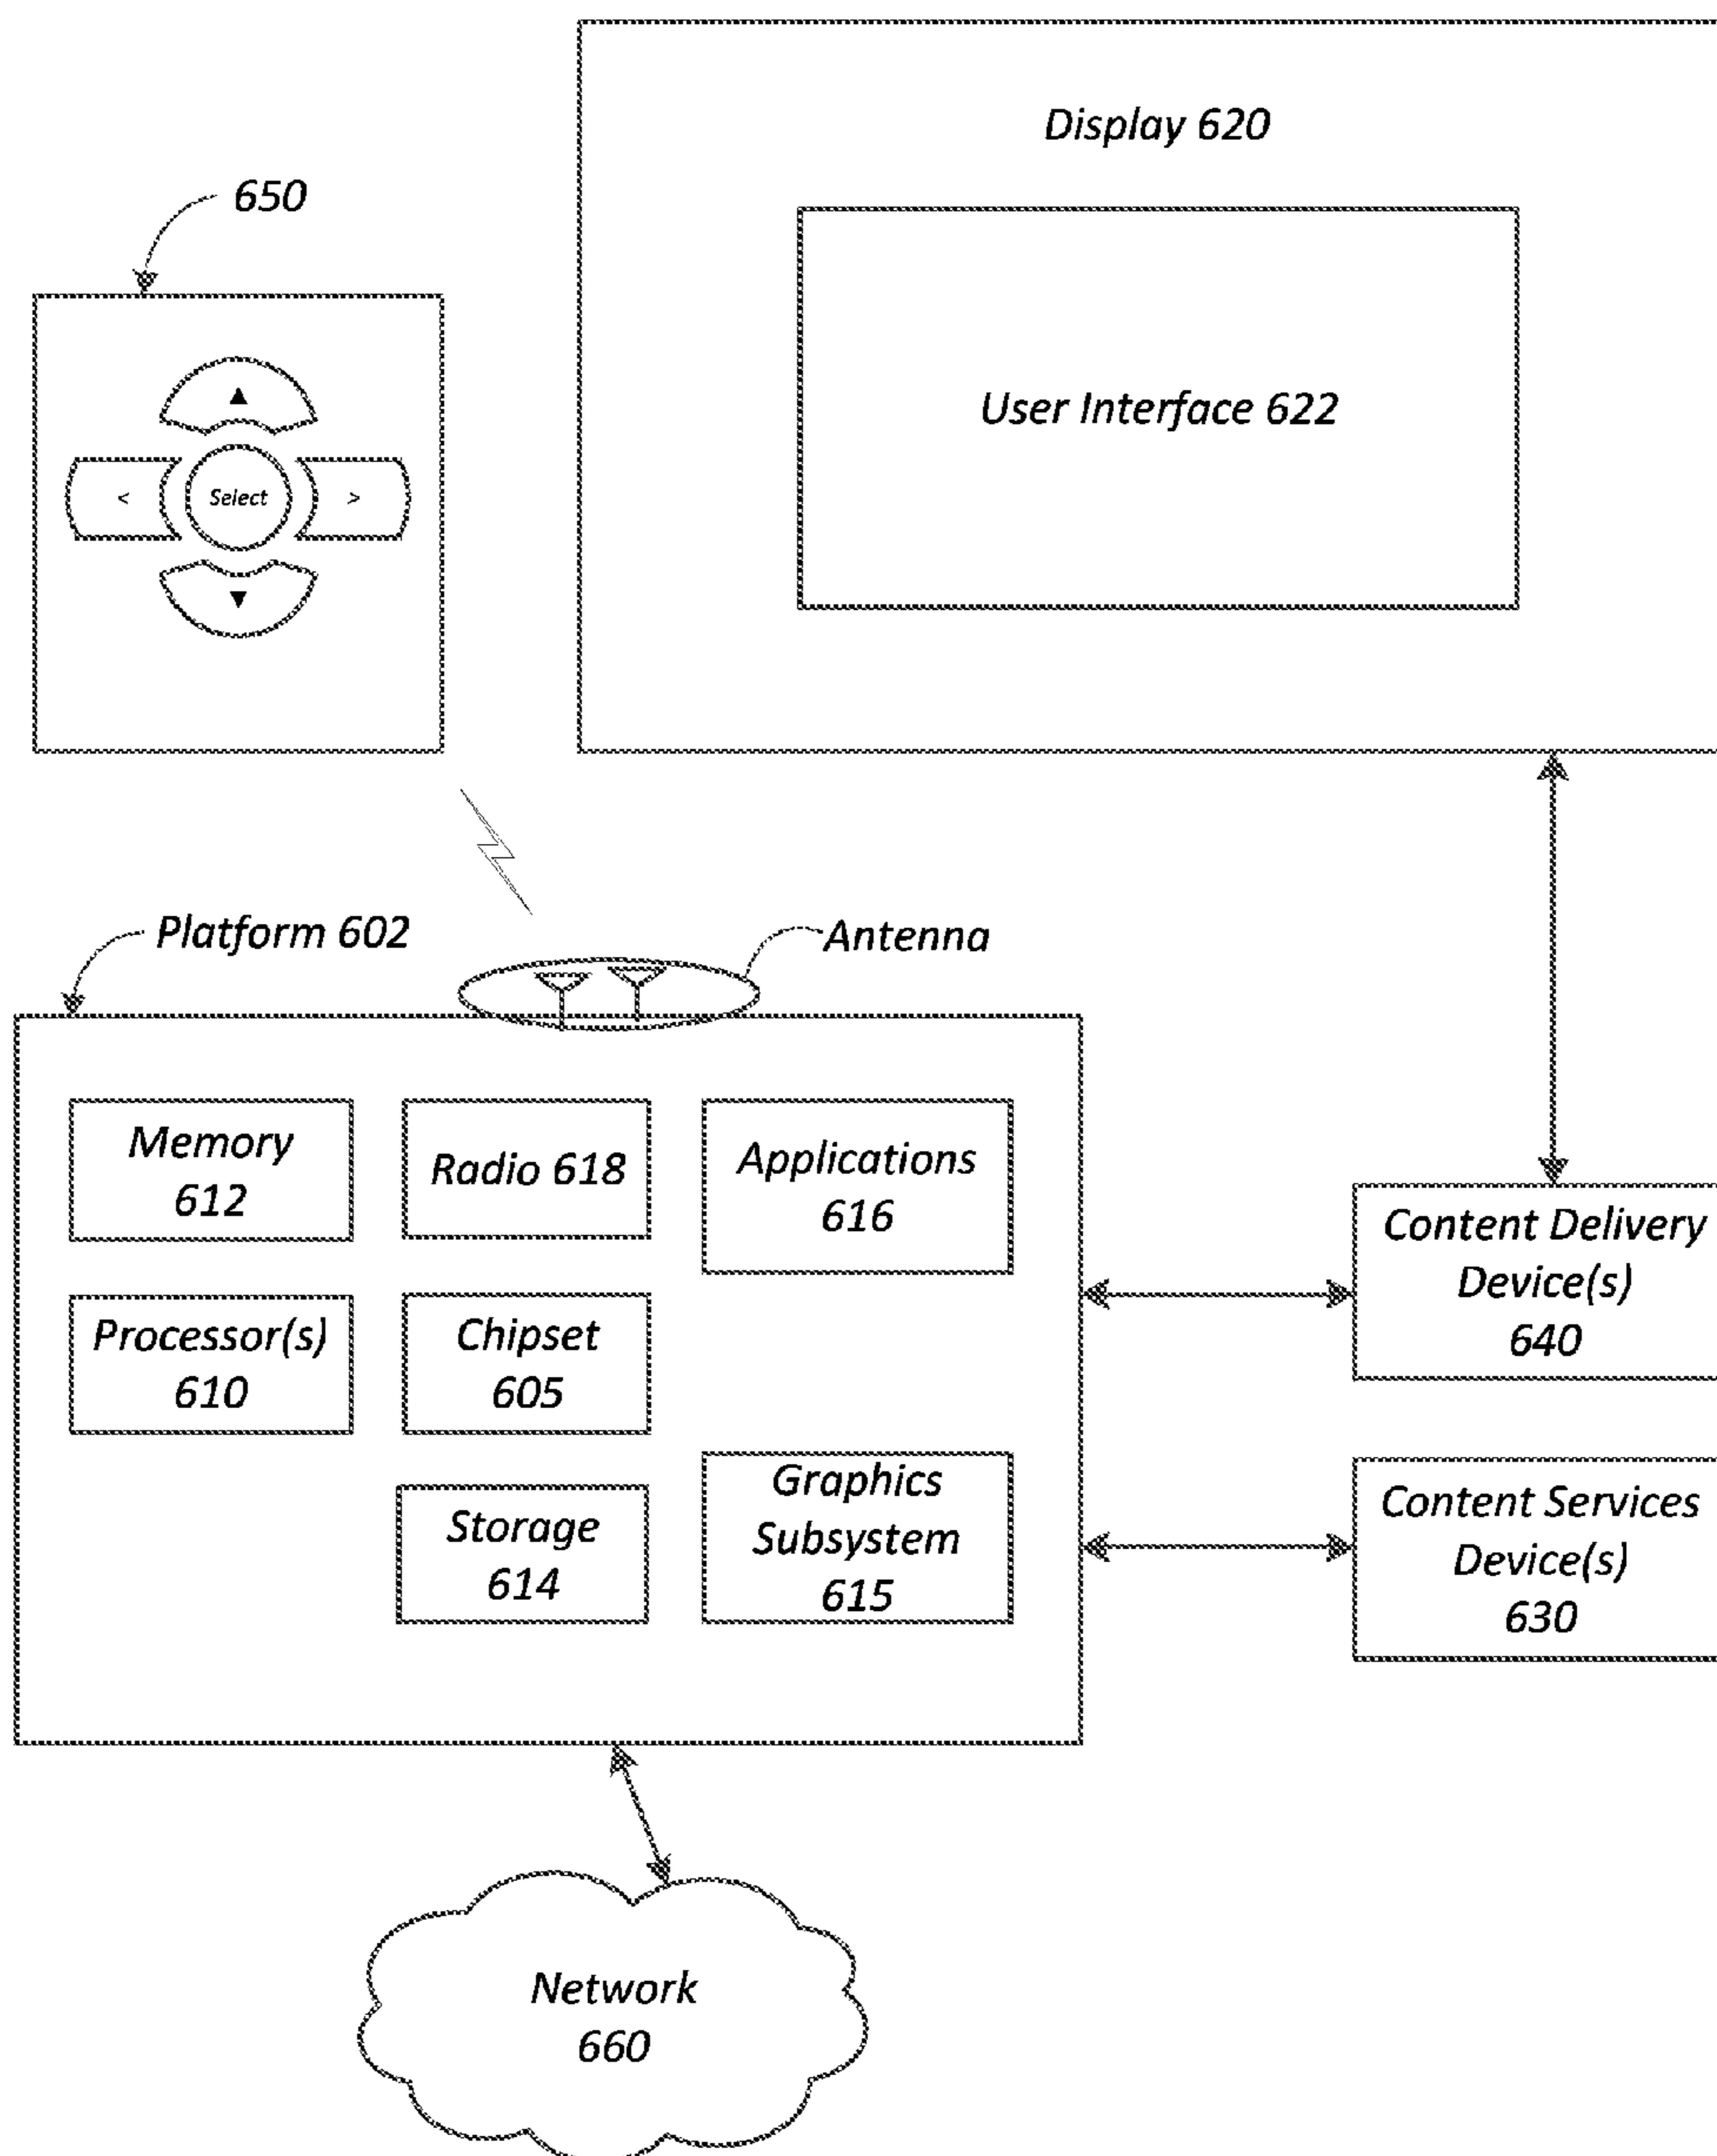 Display 620
650
User Interface 622
▲
< Select >
▼
Platform 602
Antenna
Memory
612
Radio 618
Applications
616
Processor(s)
610
Chipset
605
Storage
614
Graphics
Subsystem
615
Content Delivery
Device(s)
640
Content Services
Device(s)
630
Network
660